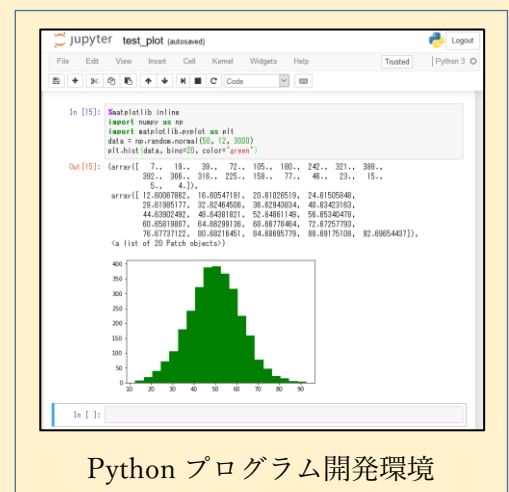 jupyter test_plot (autosaved) Logout
File Edit View Insert Cell Kernel Widgets Help Trusted Python 3
Code
In [15]: %matplotlib inline
import numpy as np
import matplotlib.pyplot as plt
data = np.random.normal(50, 12, 3000)
plt.hist(data, bins=20, color="green")
Out[15]: (array([ 7., 19., 39., 72., 105., 180., 242., 321., 388.,
392., 366., 316., 225., 158., 77., 46., 23., 15.,
5., 4.]),
array([ 12.60067862, 16.60547191, 20.61026519, 24.61505848,
28.61985177, 32.62464506, 36.62943834, 40.63423163,
44.63902492, 48.64381821, 52.64861149, 56.65340478,
60.65819807, 64.66299136, 68.66778464, 72.67257793,
76.67737122, 80.68216451, 84.68695779, 88.69175108, 92.69654437]),
<a list of 20 Patch objects>)
400
350
300
250
200
150
100
50
0
10 20 30 40 50 60 70 80 90
In [ ]:
Python プログラム開発環境